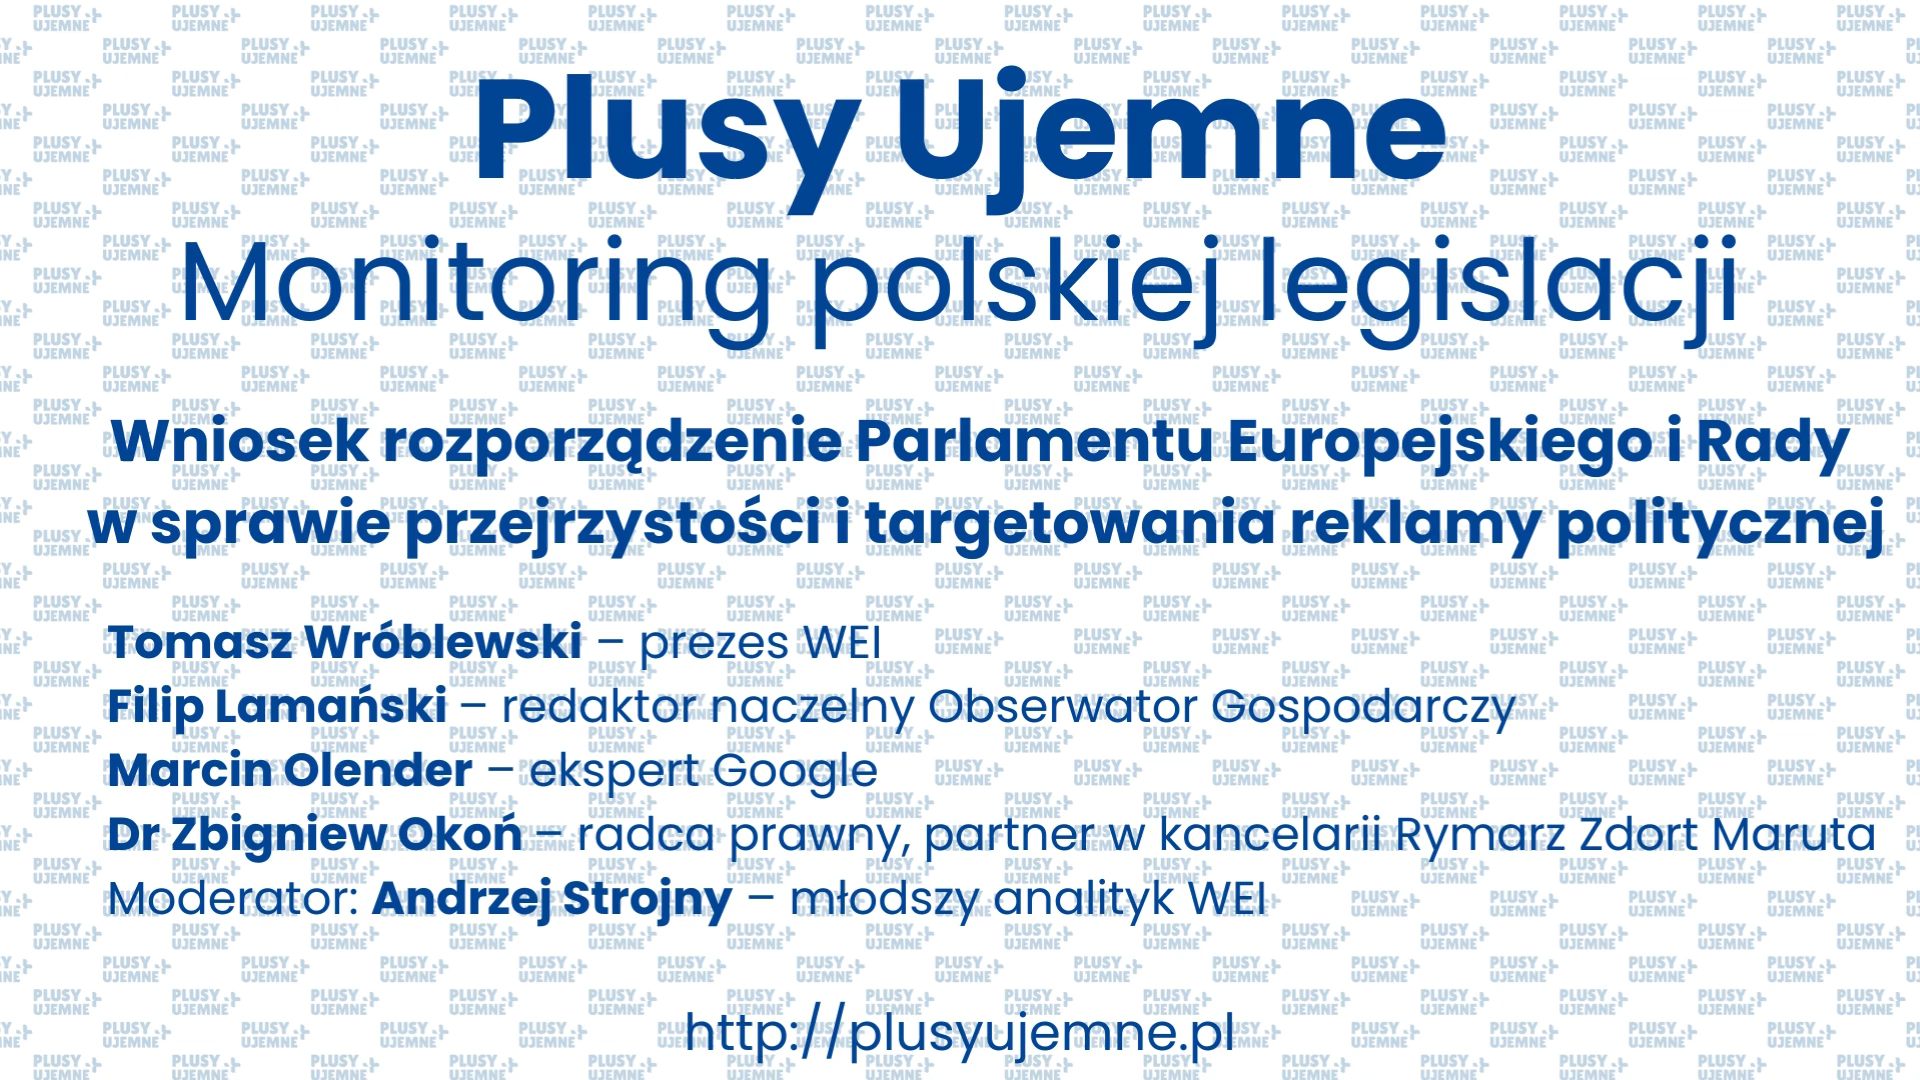 Plusy Ujemne
Monitoring polskiej legislacji
Wniosek rozporządzenie Parlamentu Europejskiego i Rady
w sprawie przejrzystości i targetowania reklamy politycznej
Tomasz Wróblewski – prezes WEI
Filip Lamański – redaktor naczelny Obserwator Gospodarczy
Marcin Olender – ekspert Google
Dr Zbigniew Okoń – radca prawny, partner w kancelarii Rymarz Zdort Maruta
Moderator: Andrzej Strojny – młodszy analityk WEI
http://plusyujemne.pl